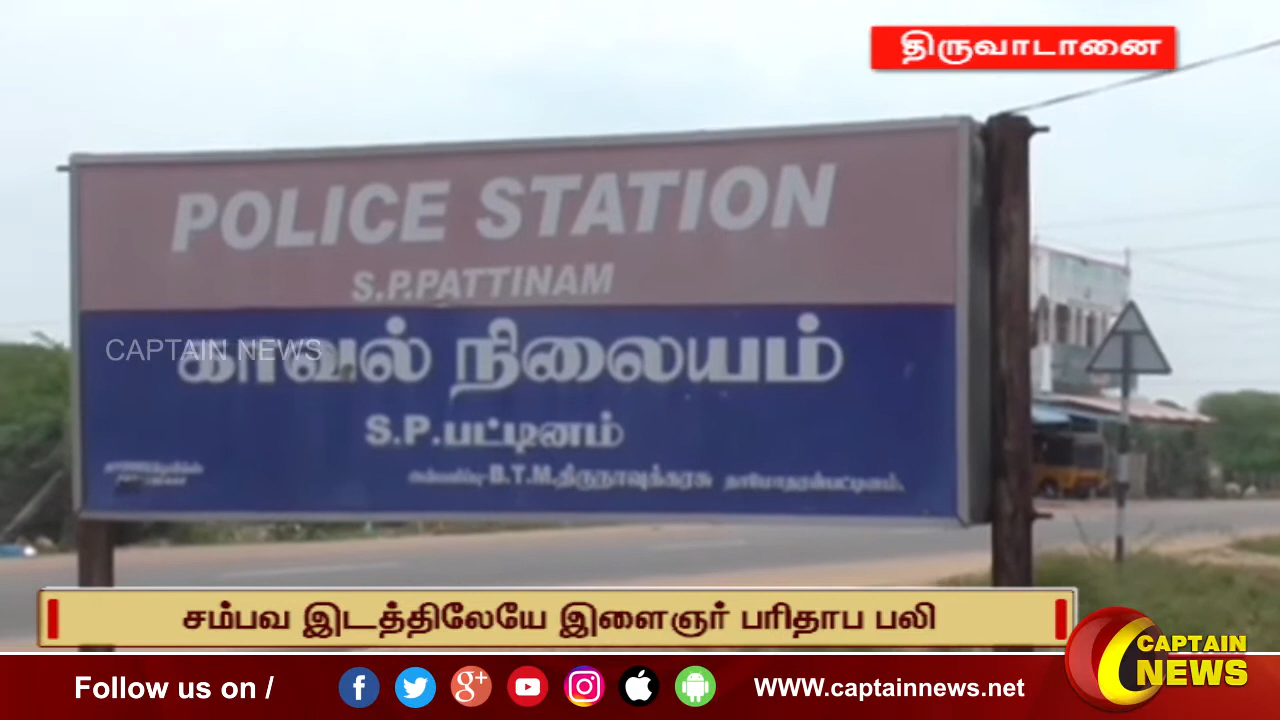 திருவாடானை
POLICE STATION
S.P.PATTINAM
CAPTAIN NEWS
காவல் நிலையம்
S.P.பட்டினம்
B.T.M.திருநாவுக்கரசு
சம்பவ இடத்திலேயே இளைஞர் பரிதாப பலி
CAPTAIN
NEWS
Follow us on / WWW.captainnews.net